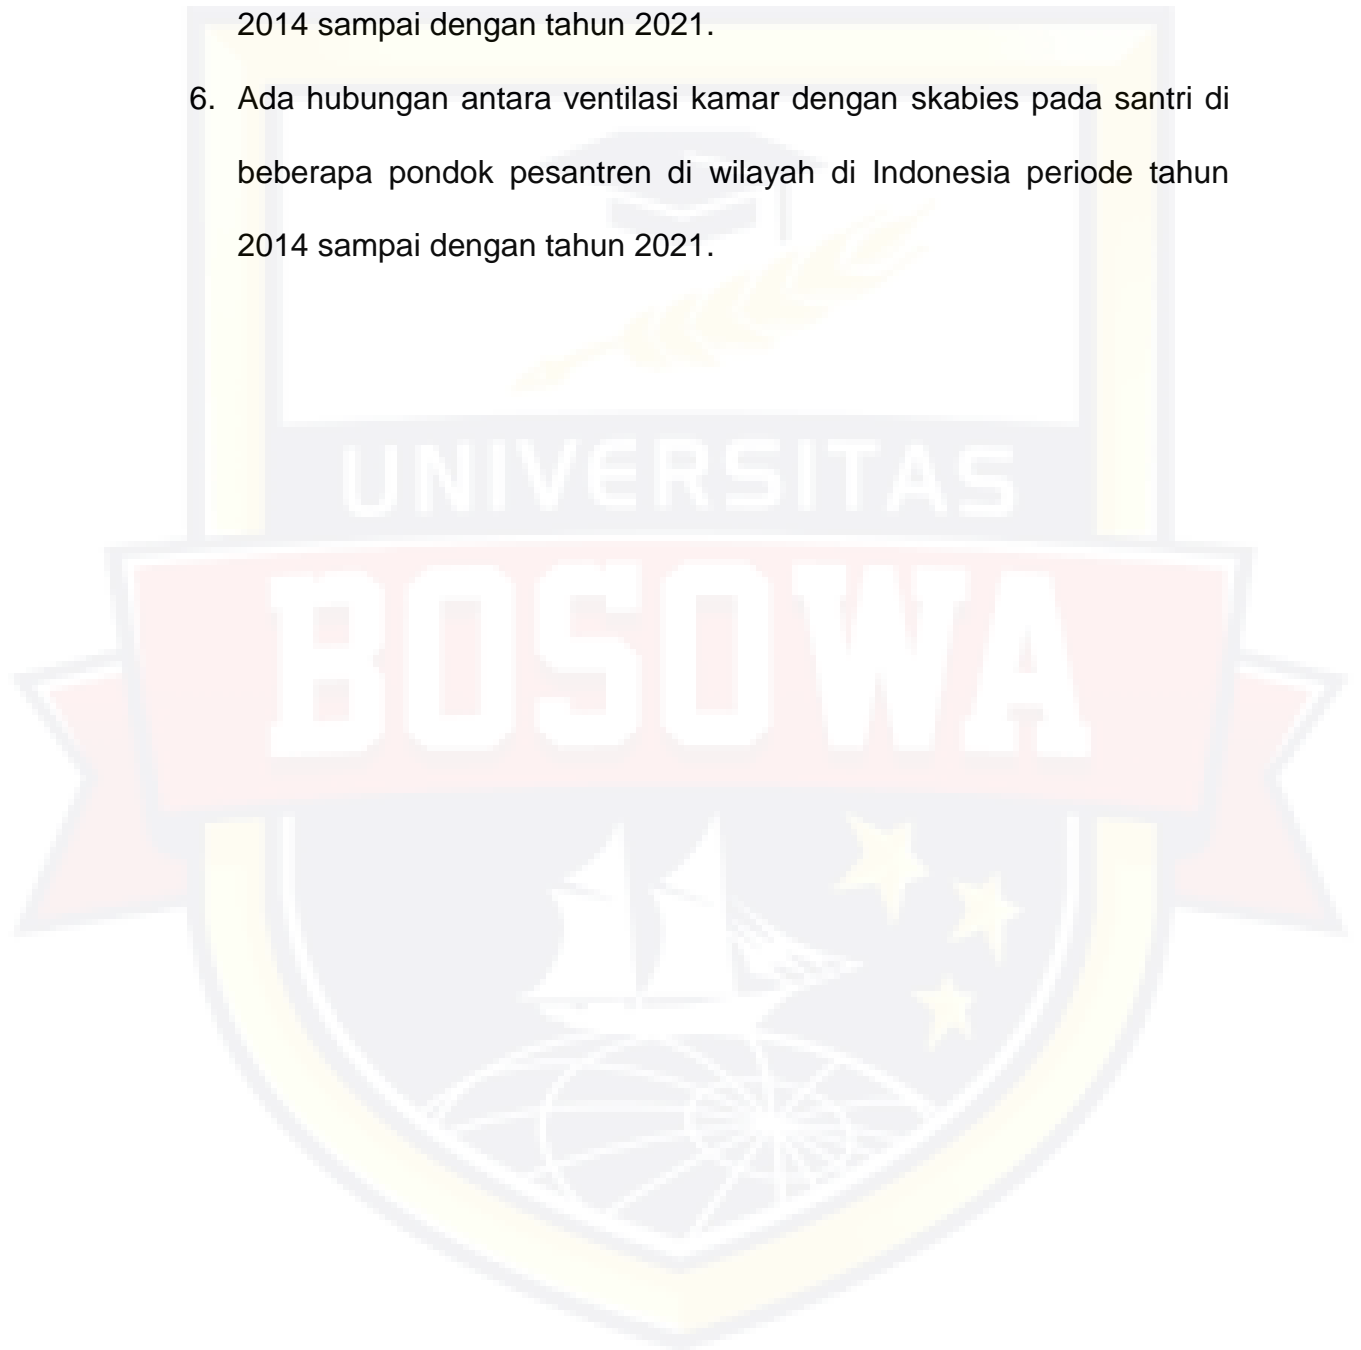 2014 sampai dengan tahun 2021.
6. Ada hubungan antara ventilasi kamar dengan skabies pada santri di
beberapa pondok pesantren di wilayah di Indonesia periode tahun
2014 sampai dengan tahun 2021.
UNIVERSITAS
BOSOWA